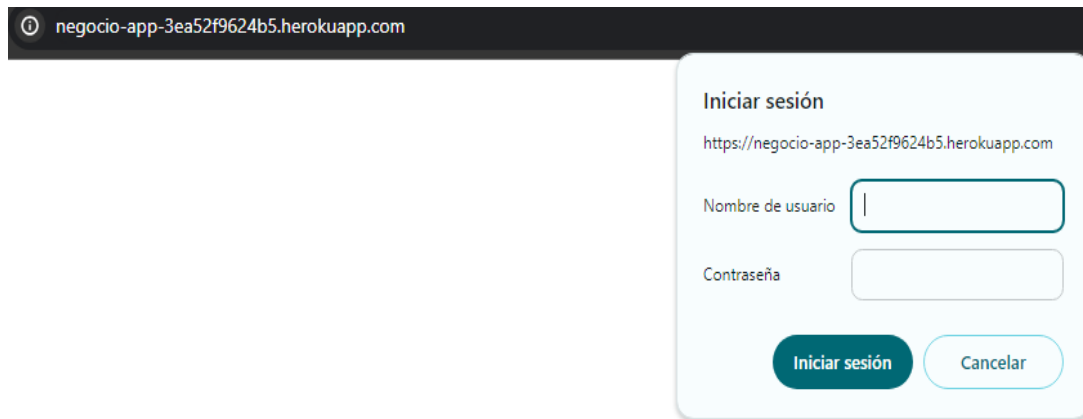 negocio-app-3ea52f9624b5.herokuapp.com
Iniciar sesión
https://negocio-app-3ea52f9624b5.herokuapp.com
Nombre de usuario
Contraseña
Iniciar sesión Cancelar